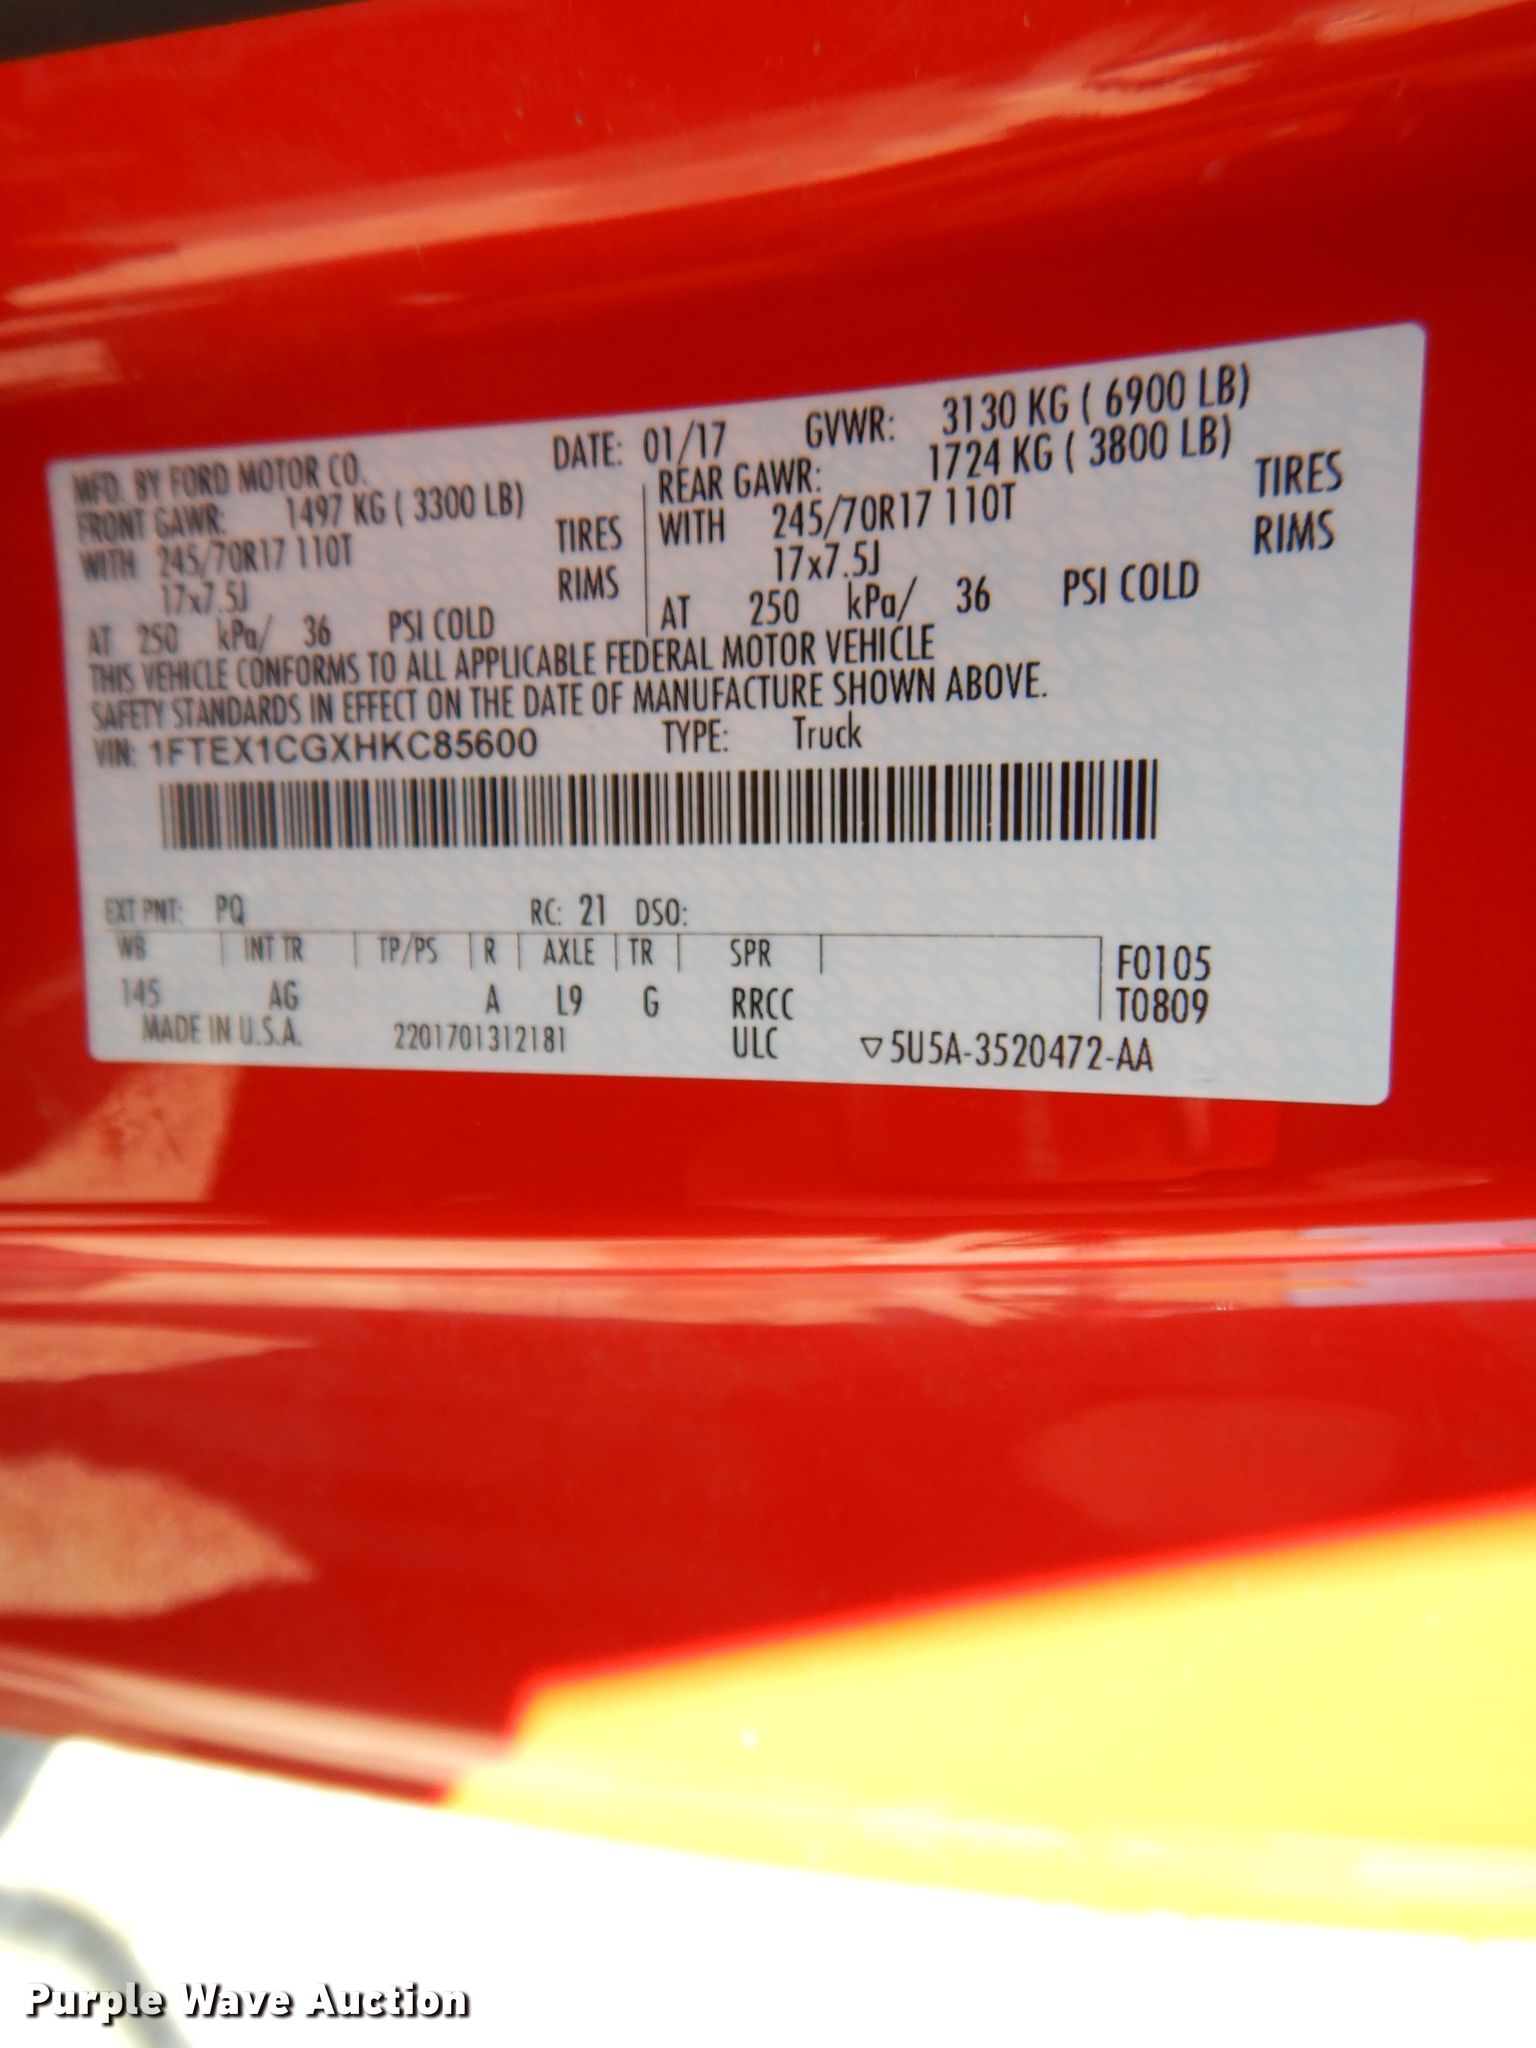 MFD. BY FORD MOTOR CO. DATE: 01/17 GVWR: 3130 KG ( 6900 LB)
FRONT GAWR: 1497 KG ( 3300 LB) REAR GAWR: 1724 KG ( 3800 LB)
WITH 245/70R17 110T TIRES WITH 245/70R17 110T TIRES
17x7.5J RIMS 17x7.5J RIMS
AT 250 kPa/ 36 PSI COLD AT 250 kPa/ 36 PSI COLD
THIS VEHICLE CONFORMS TO ALL APPLICABLE FEDERAL MOTOR VEHICLE
SAFETY STANDARDS IN EFFECT ON THE DATE OF MANUFACTURE SHOWN ABOVE.
VIN: 1FTEX1CGXHKC85600 TYPE: Truck
EXT PNT: PQ RC: 21 DSO:
WB INT TR TP/PS R AXLE TR SPR F0105
145 AG A L9 G RRCC T0809
MADE IN U.S.A. 2201701312181 ULC ▽5U5A-3520472-AA
Purple Wave Auction